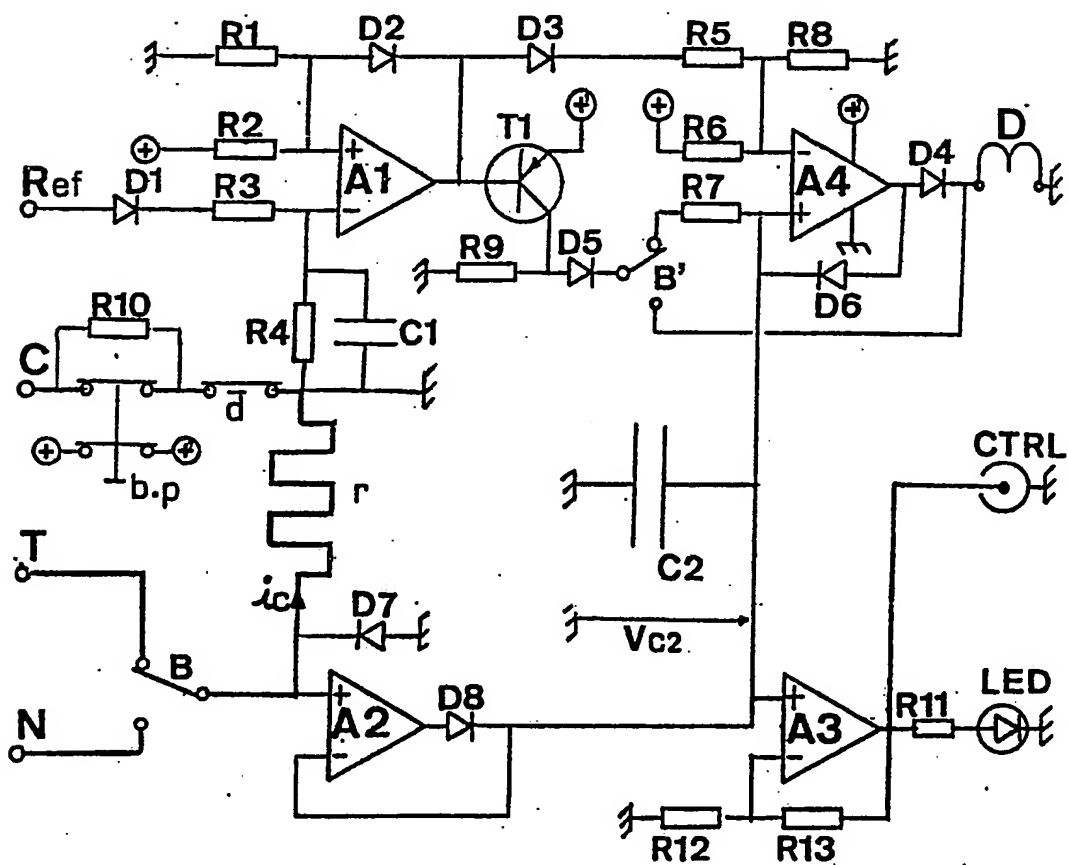 R1 D2 D3 R5 R8
R2 + A1 - T1 + R6 - A4 + D4 D
Ref D1 R3 R7
R9 D5 B' D6
R10 R4 C1
C d
+ + b.p r
CTRL
C2
T ic D7 Vc2
B D8 LED
N + A2 - + A3 - R11
R12 R13